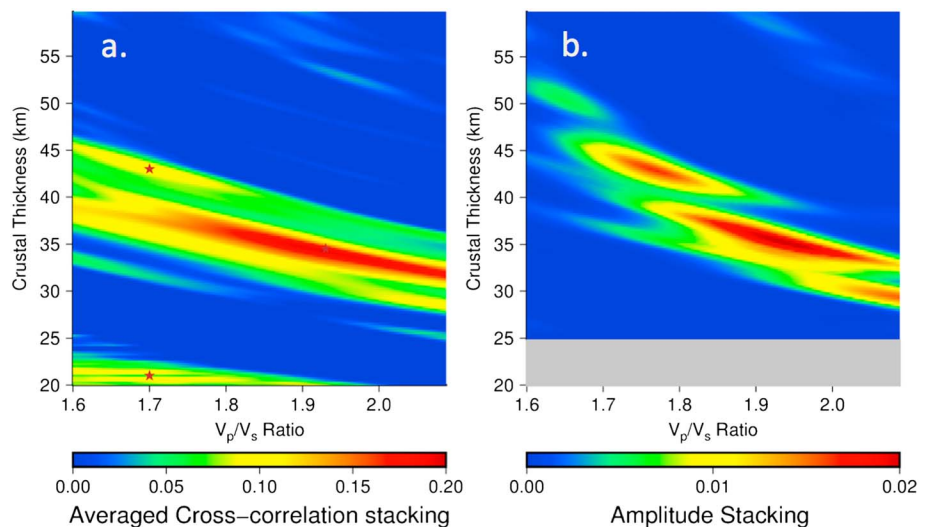 a.
55
50
45
40
35
30
25
20
Crustal Thickness (km)
1.6 1.7 1.8 1.9 2.0
Vp/Vs Ratio
0.00 0.05 0.10 0.15 0.20
Averaged Cross−correlation stacking
b.
55
50
45
40
35
30
25
20
Crustal Thickness (km)
1.6 1.7 1.8 1.9 2.0
Vp/Vs Ratio
0.00 0.01 0.02
Amplitude Stacking